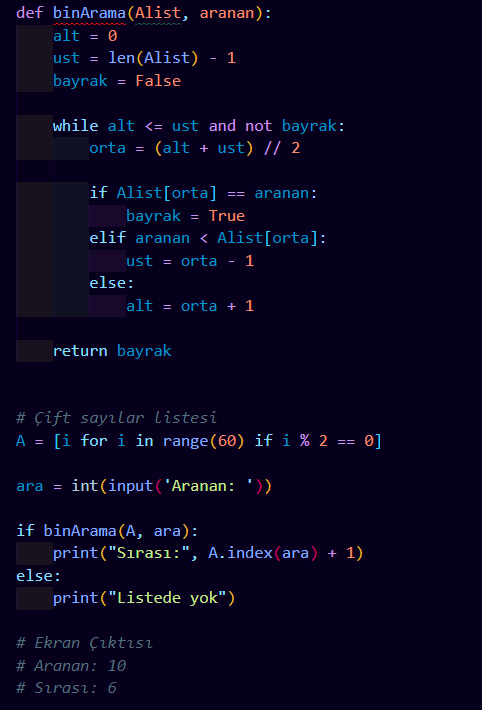 def binArama(Alist, aranan):
    alt = 0
    ust = len(Alist) - 1
    bayrak = False
    while alt <= ust and not bayrak:
        orta = (alt + ust) // 2
        if Alist[orta] == aranan:
            bayrak = True
        elif aranan < Alist[orta]:
            ust = orta - 1
        else:
            alt = orta + 1
    return bayrak
# Çift sayılar listesi
A = [i for i in range(60) if i % 2 == 0]
ara = int(input('Aranan: '))
if binArama(A, ara):
    print("Sırası:", A.index(ara) + 1)
else:
    print("Listede yok")
# Ekran Çıktısı
# Aranan: 10
# Sırası: 6